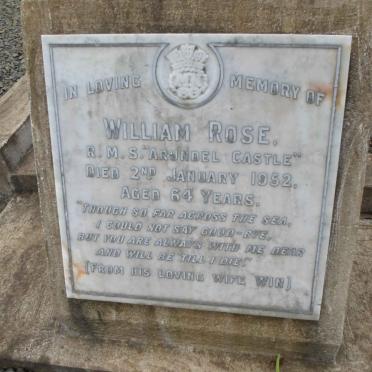 IN LOVING MEMORY OF
WILLIAM ROSE,
R.M.S. "ARUNDEL CASTLE"
DIED 2ND JANUARY 1952,
AGED 64 YEARS.
"THOUGH SO FAR ACROSS THE SEA,
I COULD NOT SAY GOOD-BYE,
BUT YOU ARE ALWAYS WITH ME DEAR
AND WILL BE 'TILL I DIE."
(FROM HIS LOVING WIFE WIN)